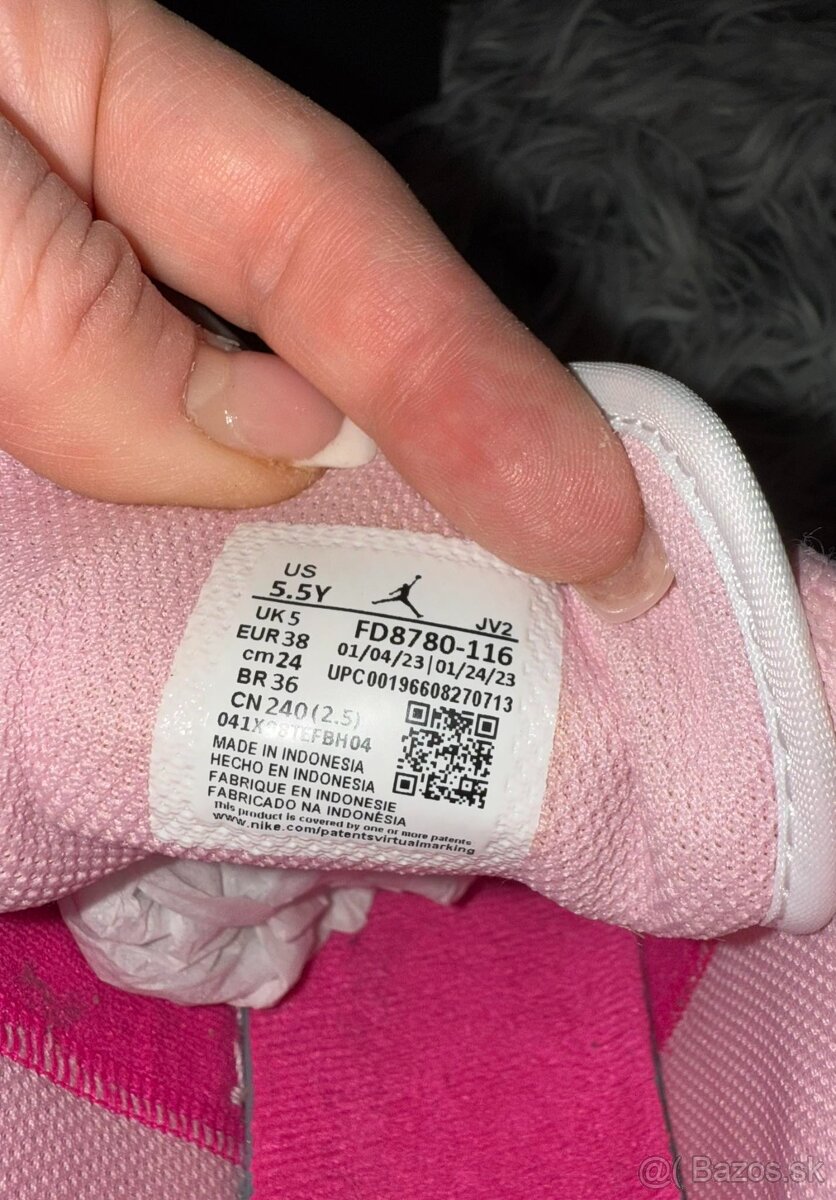 US
5.5Y
JV2
UK 5
EUR 38
cm 24
BR 36
CN 240 (2.5)
FD8780-116
01/04/23|01/24/23
UPC00196608270713
MADE IN INDONESIA
HECHO EN INDONESIA
FABRIQUE EN INDONESIE
FABRICADO NA INDONÉSIA
This product is covered by one or more patents
www.nike.com/patentsvirtualmarking
Bazos.sk